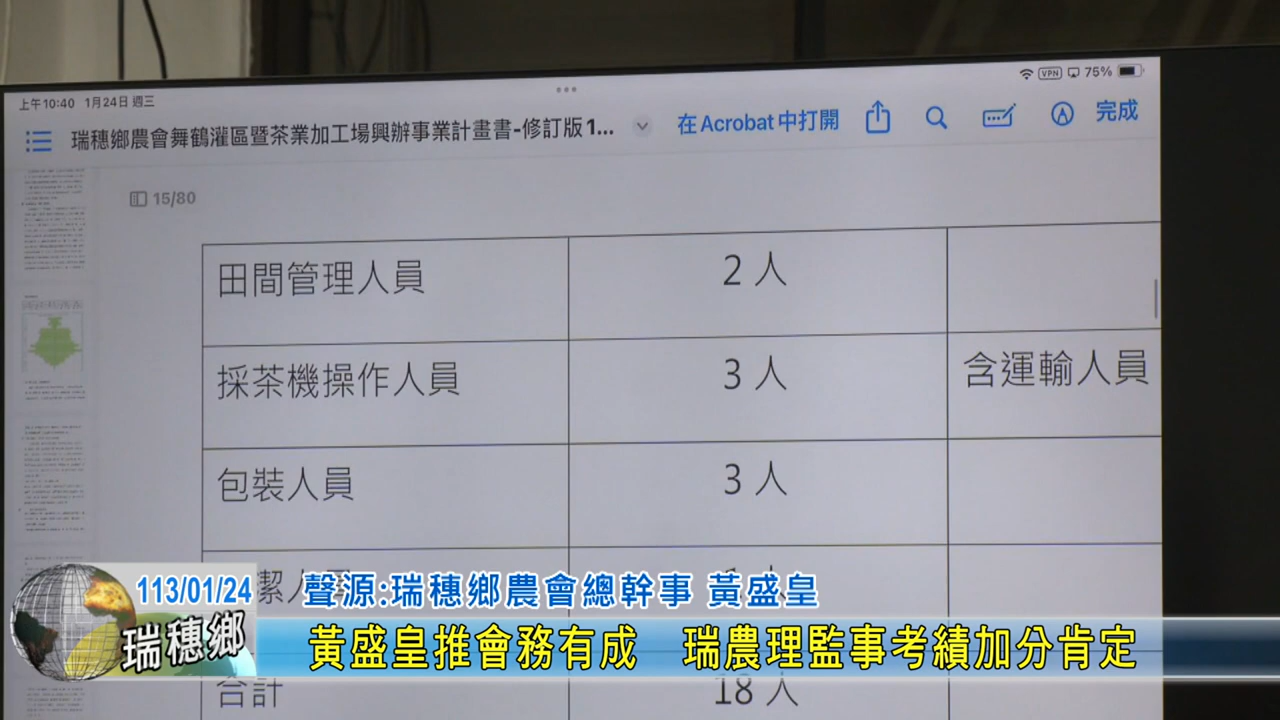 上午10:40 1月24日 週三
VPN 75%
瑞穗鄉農會舞鶴灌區暨茶業加工場興辦事業計畫書-修訂版1...
在Acrobat中打開
完成
15/80
田間管理人員 2人
採茶機操作人員 3人 含運輸人員
包裝人員 3人
潔人員
113/01/24
聲源:瑞穗鄉農會總幹事 黃盛皇
瑞穗鄉
黃盛皇推會務有成 瑞農理監事考績加分肯定
合計 18人